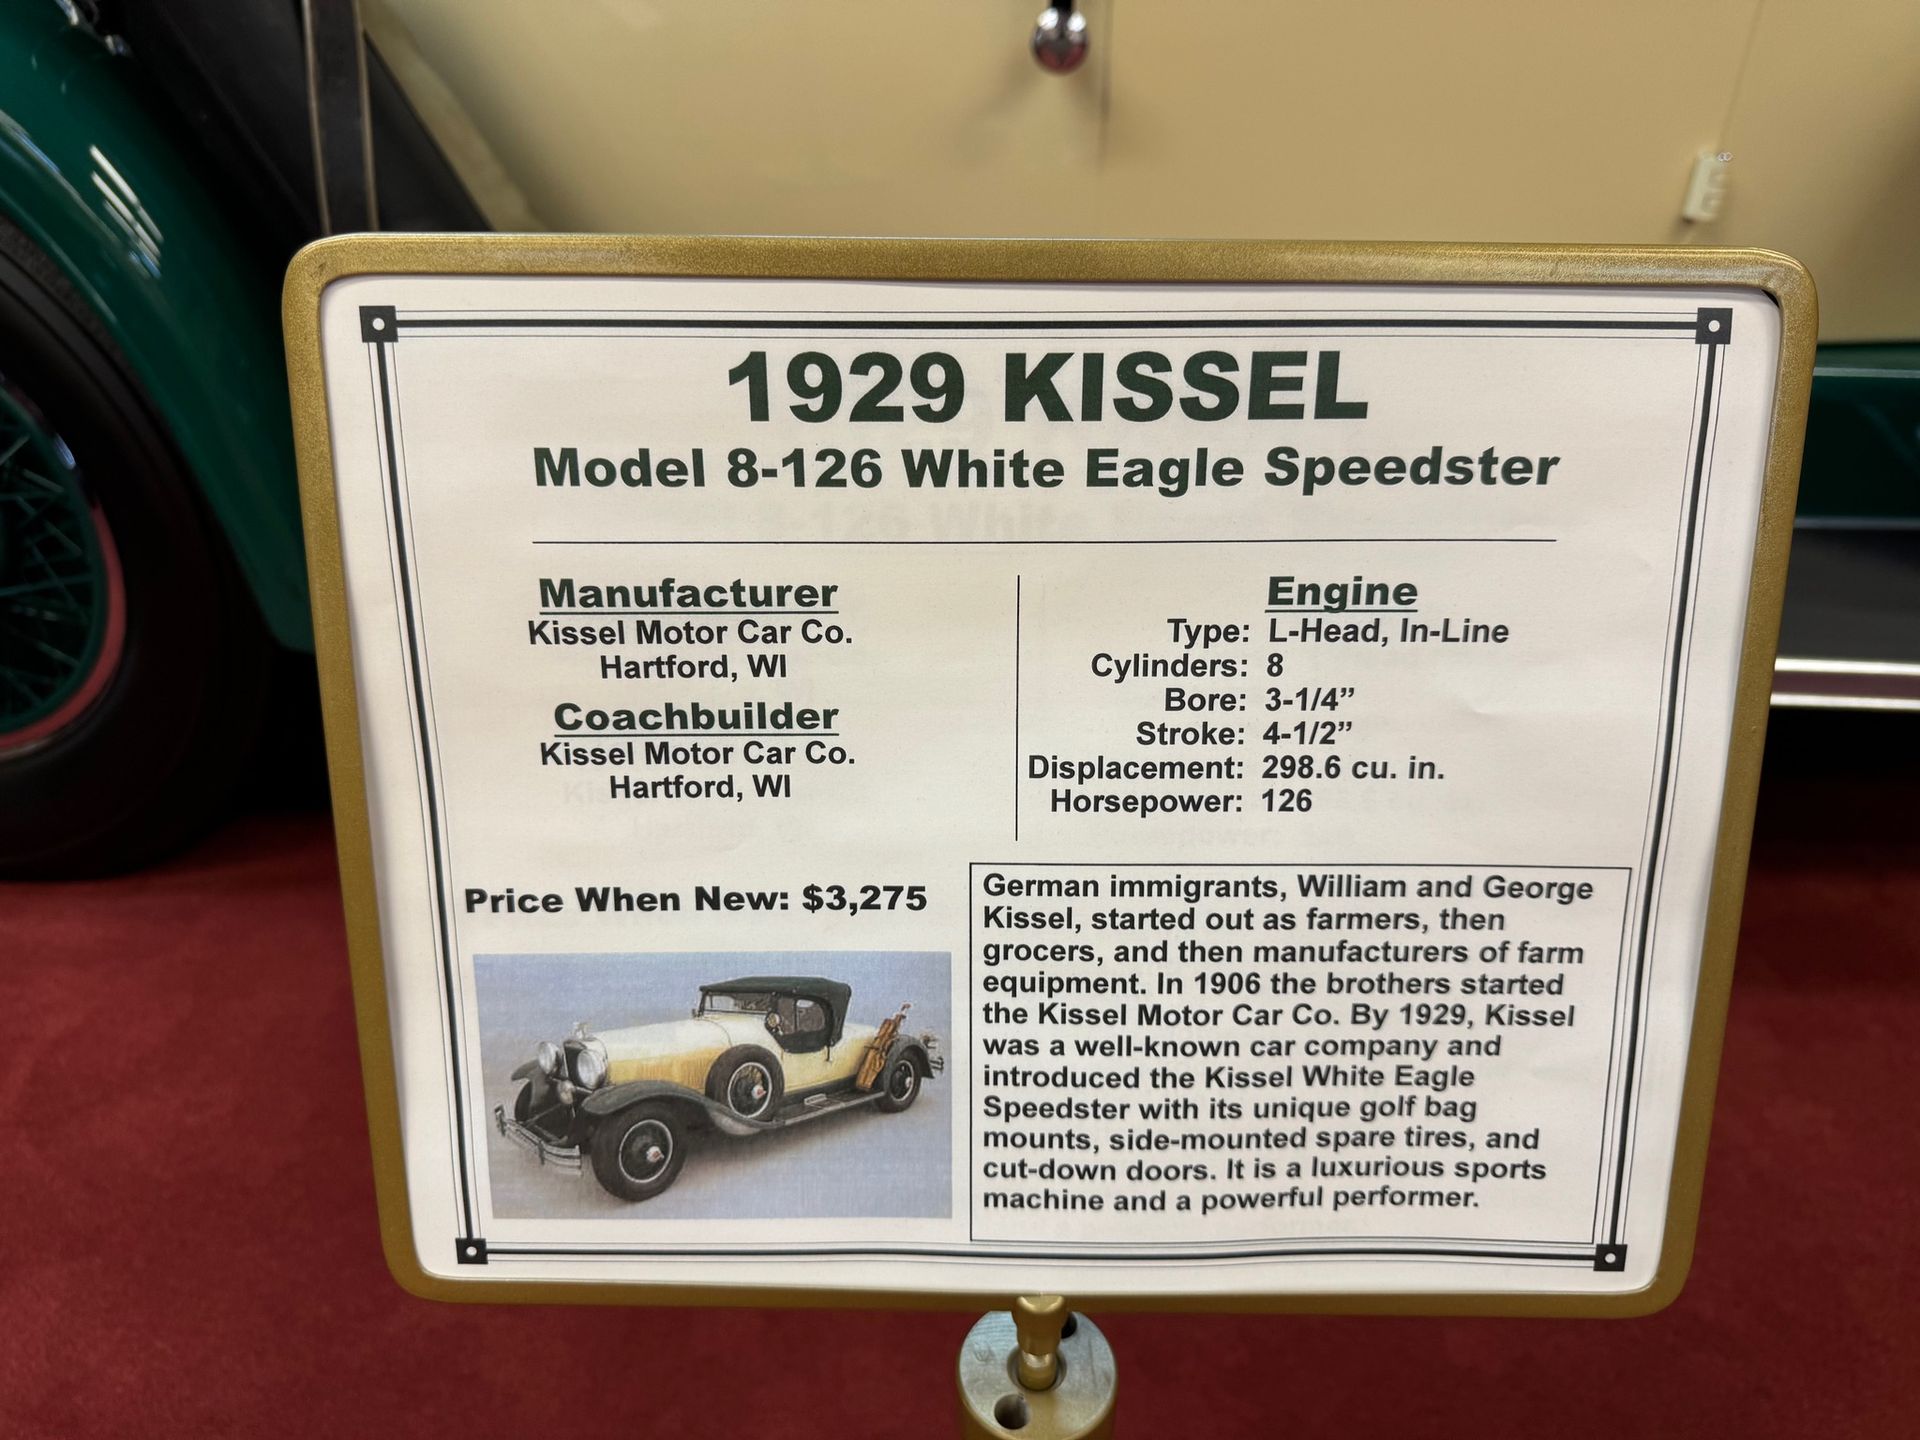 1929 KISSEL
Model 8-126 White Eagle Speedster
Manufacturer
Kissel Motor Car Co.
Hartford, WI
Coachbuilder
Kissel Motor Car Co.
Hartford, WI
Engine
Type: L-Head, In-Line
Cylinders: 8
Bore: 3-1/4”
Stroke: 4-1/2”
Displacement: 298.6 cu. in.
Horsepower: 126
Price When New: $3,275
German immigrants, William and George
Kissel, started out as farmers, then
grocers, and then manufacturers of farm
equipment. In 1906 the brothers started
the Kissel Motor Car Co. By 1929, Kissel
was a well-known car company and
introduced the Kissel White Eagle
Speedster with its unique golf bag
mounts, side-mounted spare tires, and
cut-down doors. It is a luxurious sports
machine and a powerful performer.